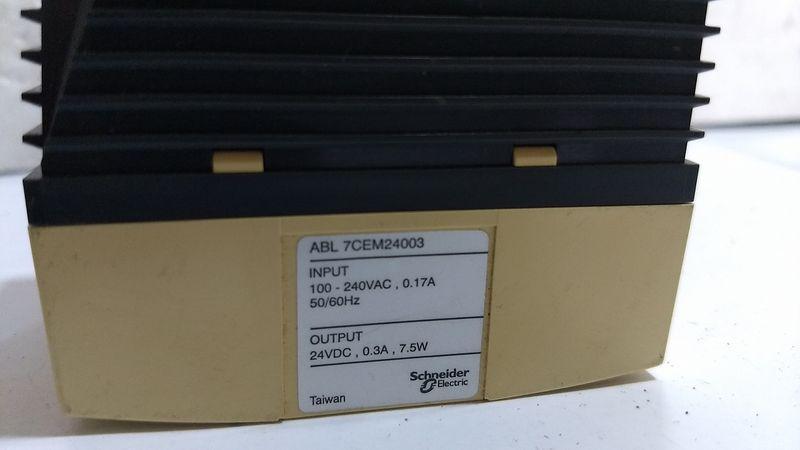 ABL 7CEM24003
INPUT
100 - 240VAC , 0.17A
50/60Hz
OUTPUT
24VDC , 0.3A , 7.5W
Schneider
Electric
Taiwan